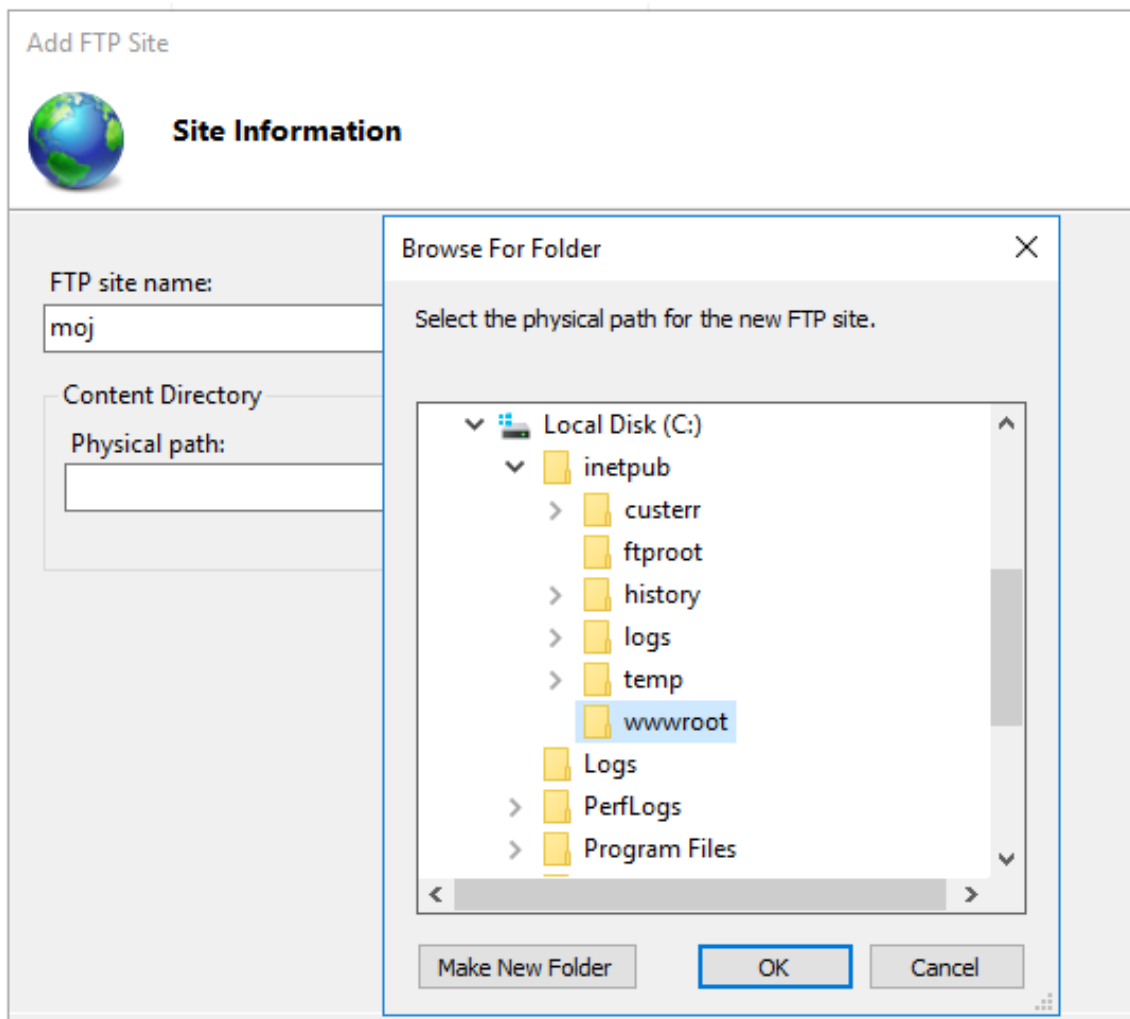 Add FTP Site
Site Information
FTP site name:
moj
Content Directory
Physical path:
Browse For Folder
Select the physical path for the new FTP site.
Local Disk (C:)
inetpub
custerr
ftproot
history
logs
temp
wwwroot
Logs
PerfLogs
Program Files
Make New Folder
OK
Cancel